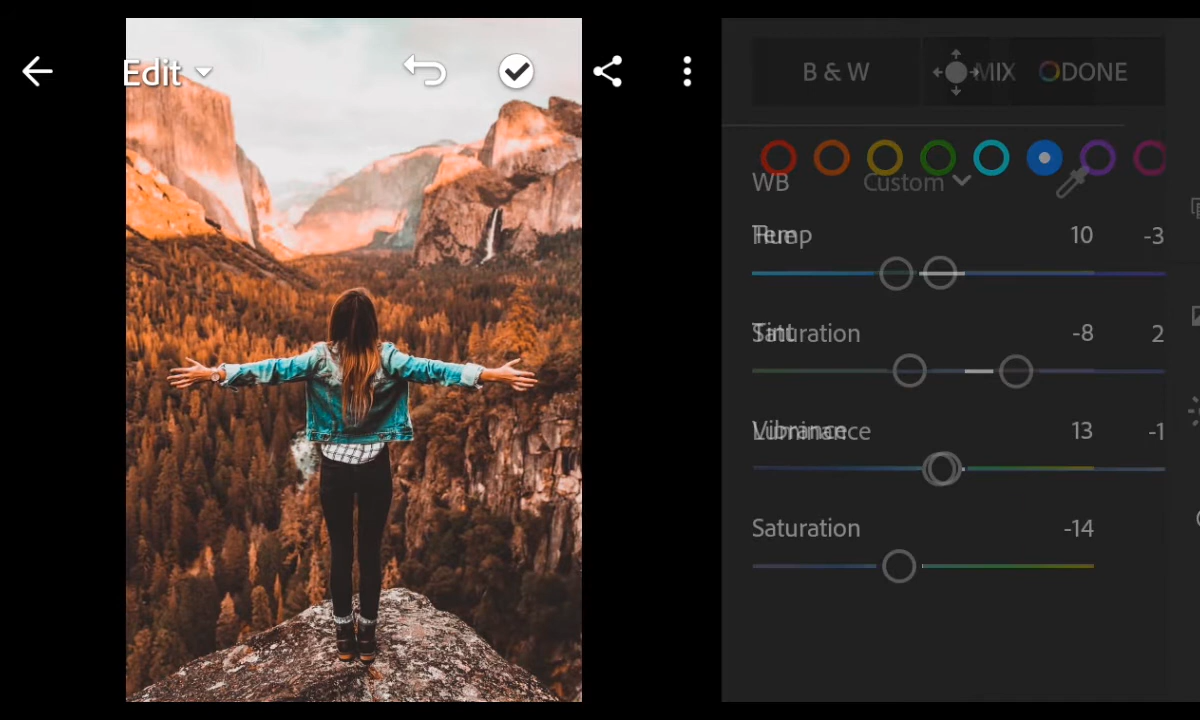 Edit
B & W
MIX
DONE
WB
Custom
Temp
Hue
10
-3
Tint
Saturation
-8
2
Vibrance
Luminance
13
-1
Saturation
-14